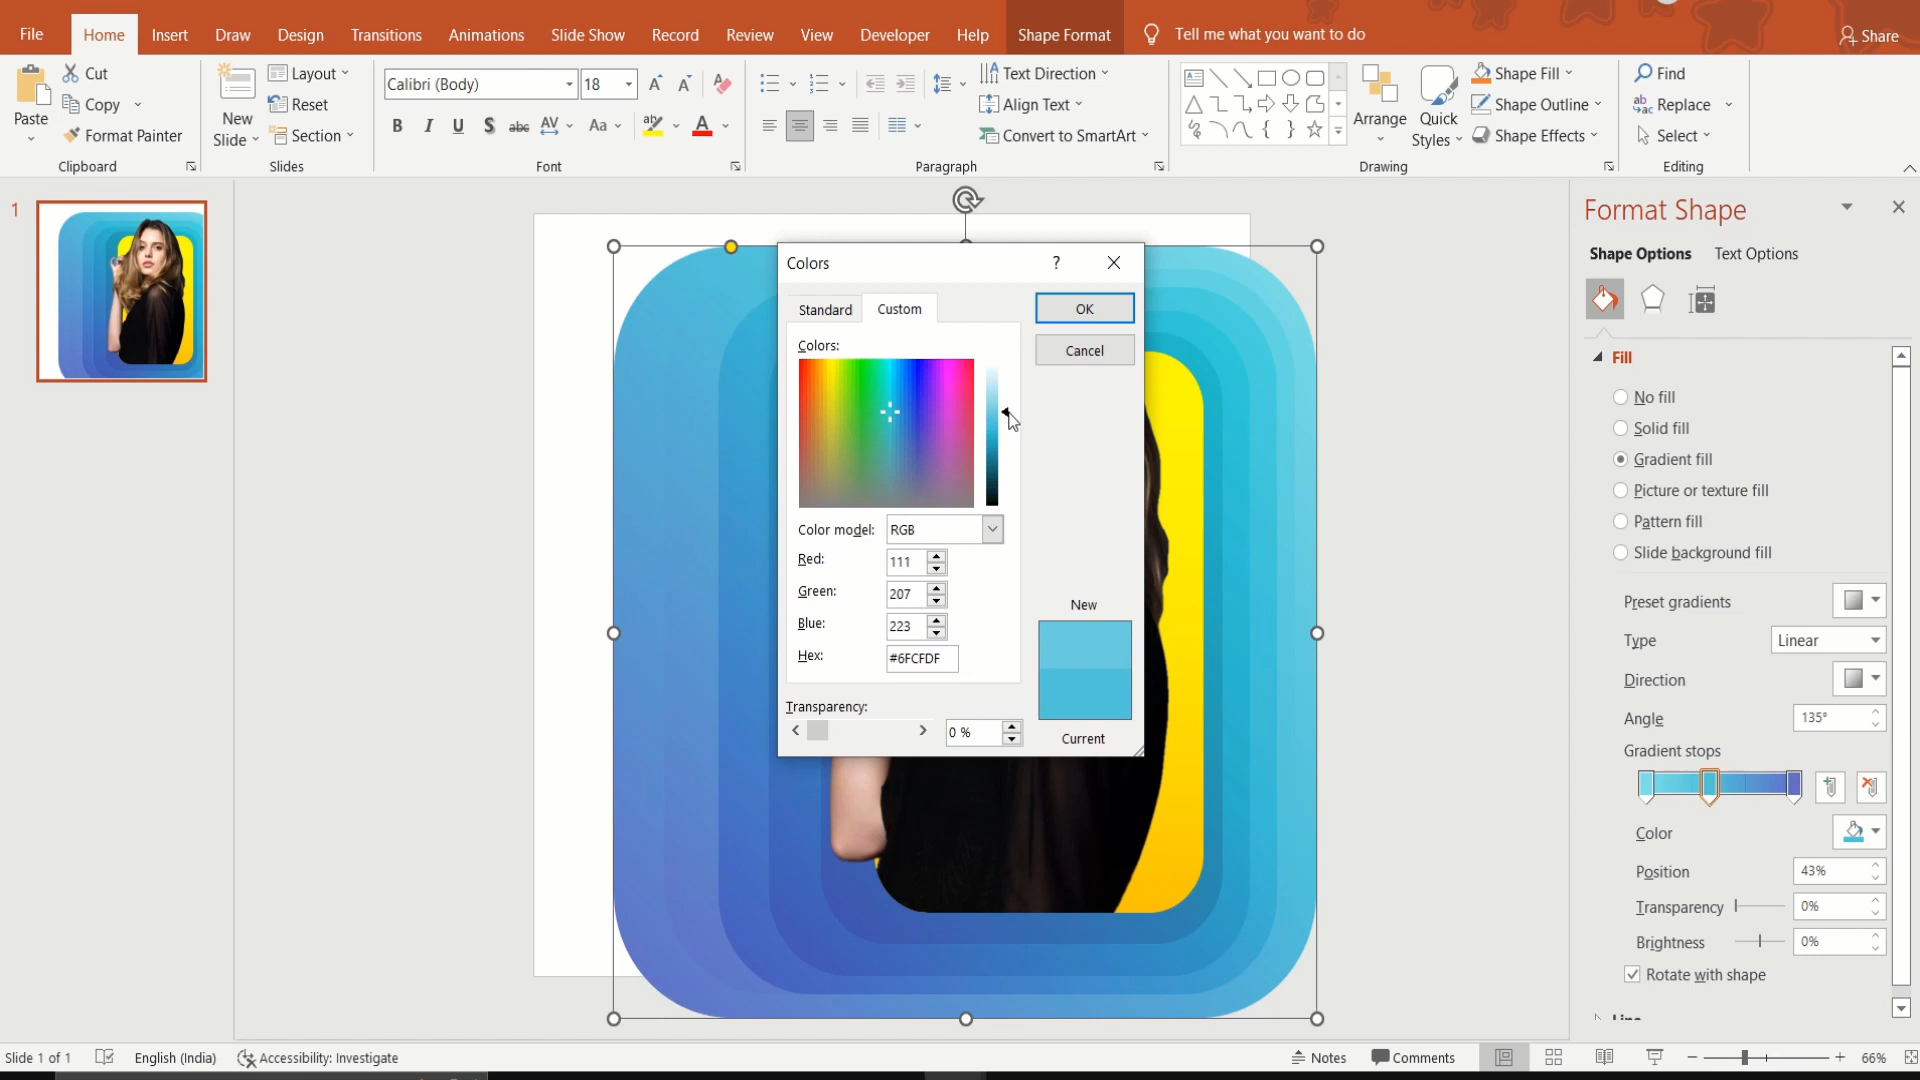 File Home Insert Draw Design Transitions Animations Slide Show Record Review View Developer Help Shape Format Tell me what you want to do Share
Paste Cut Copy Format Painter
Clipboard
New Slide Layout Reset Section
Slides
Calibri (Body) 18
B I U S abc AV Aa A
Font
Text Direction
Align Text
Convert to SmartArt
Paragraph
Arrange Quick Styles
Shape Fill
Shape Outline
Shape Effects
Drawing
Find
Replace
Select
Editing
1
Colors ?
Standard Custom
OK
Cancel
Colors:
Color model: RGB
Red: 111
Green: 207
Blue: 223
Hex: #6FCFDF
Transparency:
0 %
New
Current
Format Shape
Shape Options Text Options
Fill
No fill
Solid fill
Gradient fill
Picture or texture fill
Pattern fill
Slide background fill
Preset gradients
Type Linear
Direction
Angle 135°
Gradient stops
Color
Position 43%
Transparency 0%
Brightness 0%
Rotate with shape
Slide 1 of 1 English (India) Accessibility: Investigate Notes Comments 66%